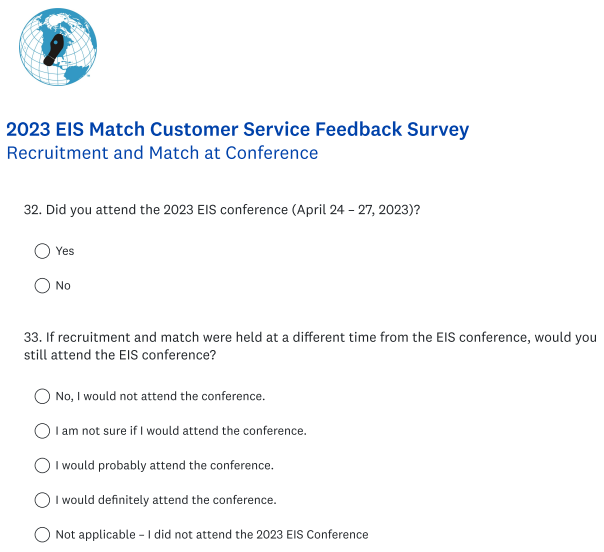 2023 EIS Match Customer Service Feedback Survey
Recruitment and Match at Conference
32. Did you attend the 2023 EIS conference (April 24 – 27, 2023)?
Yes
No
33. If recruitment and match were held at a different time from the EIS conference, would you
still attend the EIS conference?
No, I would not attend the conference.
I am not sure if I would attend the conference.
I would probably attend the conference.
I would definitely attend the conference.
Not applicable – I did not attend the 2023 EIS Conference